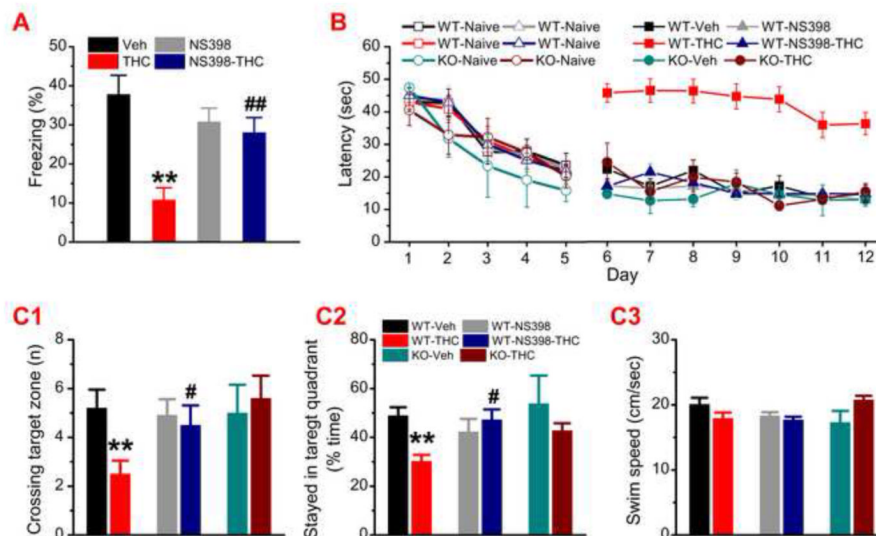 A
Veh NS398
THC NS398-THC
50
40
30
20
10
0
Freezing (%)
**
##
B
WT-Naive WT-Naive
WT-Naive WT-Naive
KO-Naive KO-Naive
WT-Veh WT-NS398
WT-THC WT-NS398-THC
KO-Veh KO-THC
60
50
40
30
20
10
0
Latency (sec)
1 2 3 4 5 6 7 8 9 10 11 12
Day
C1
8
6
4
2
0
Crossing target zone (n)
**
#
C2
WT-Veh WT-NS398
WT-THC WT-NS398-THC
KO-Veh KO-THC
80
60
40
20
0
Stayed in taregt quadrant
(% time)
**
#
C3
30
20
10
0
Swim speed (cm/sec)